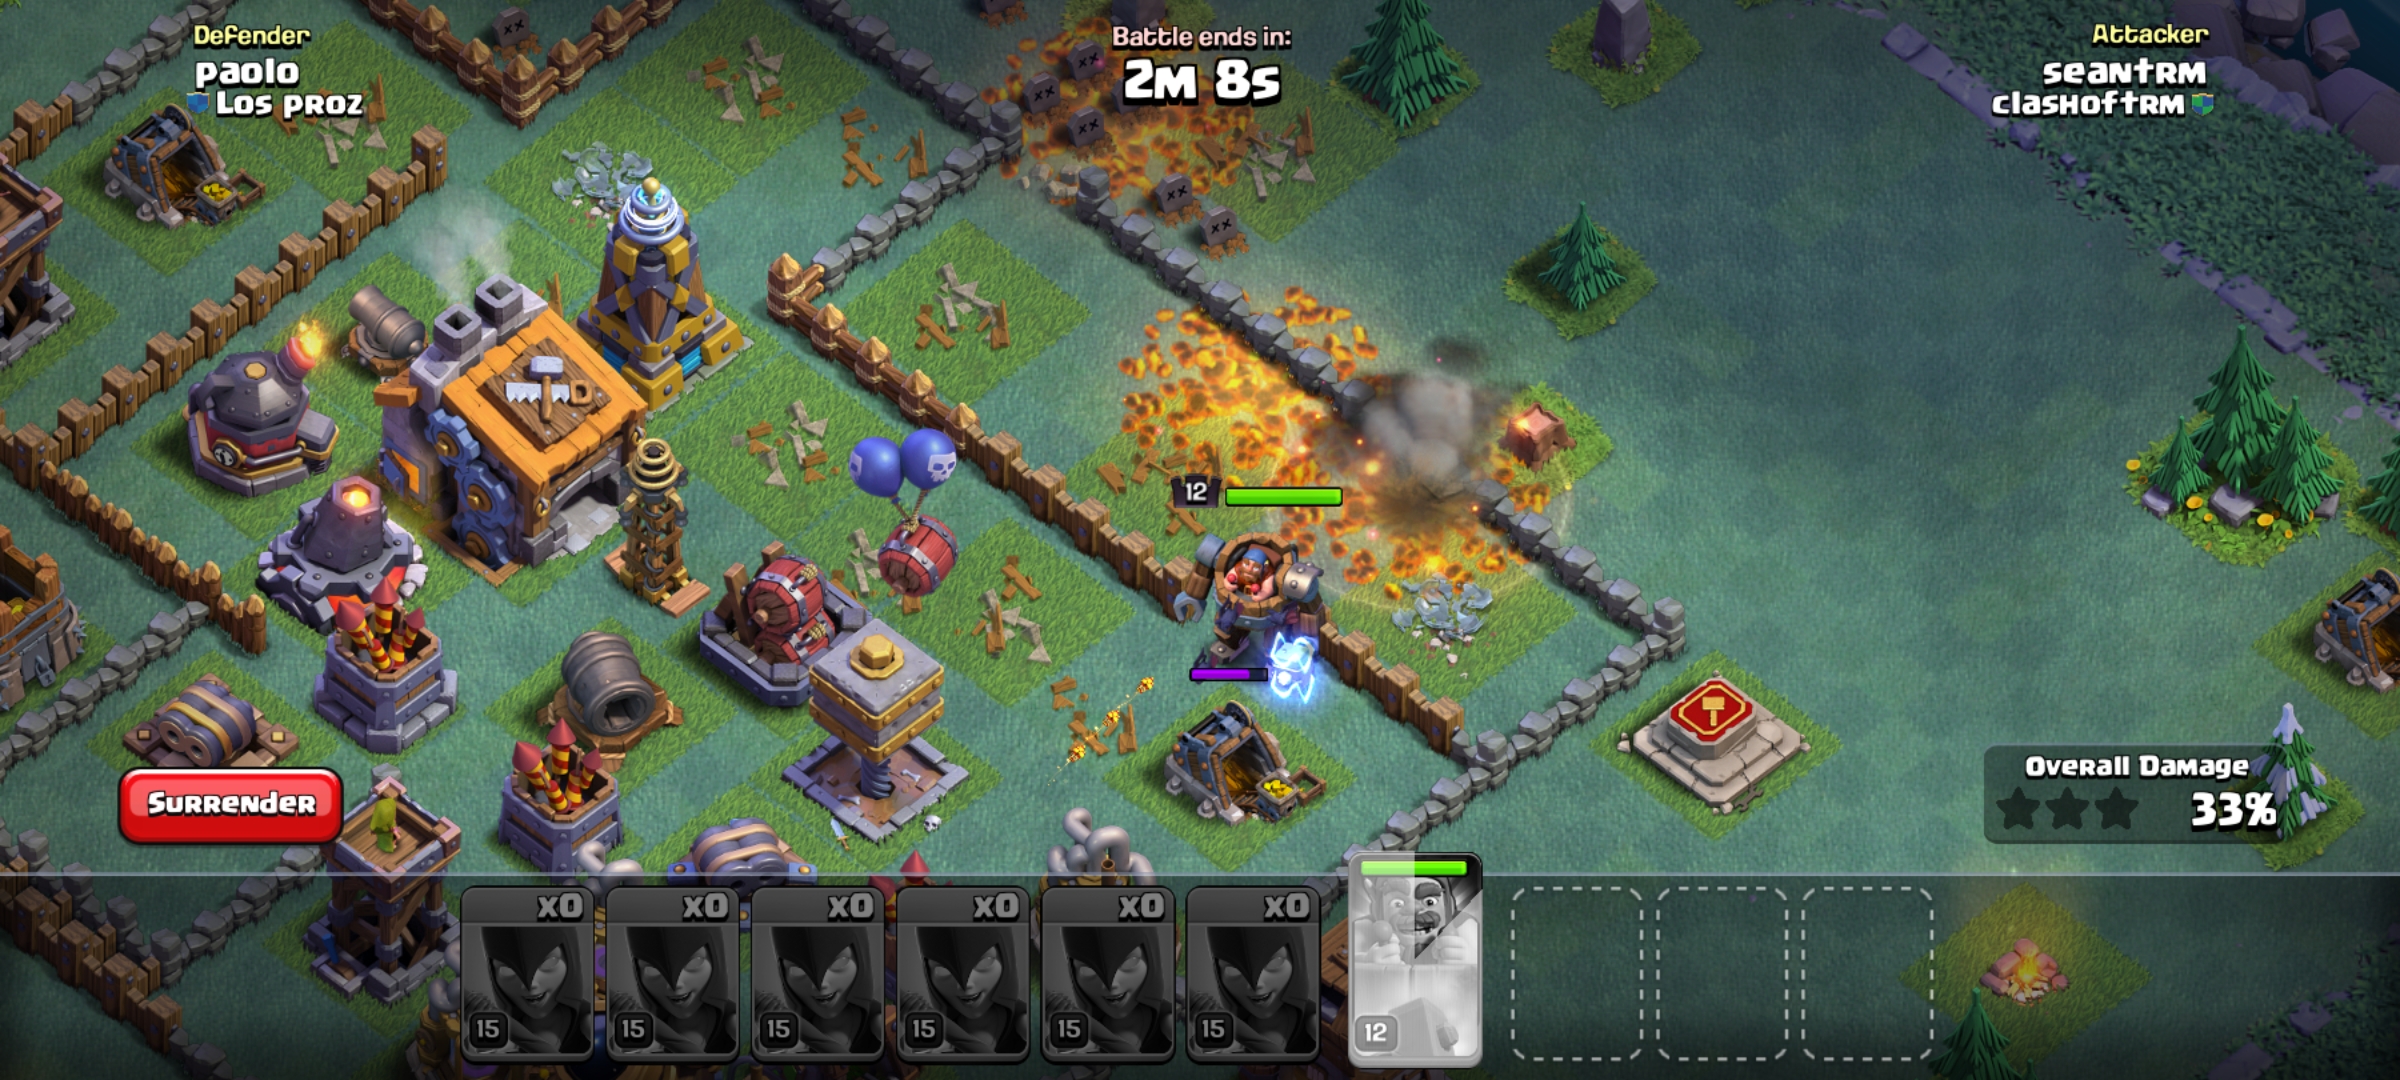 Defender
paolo
Los proz
Battle ends in:
2m 8s
Attacker
seantrm
clashoftrm
12
Surrender
Overall Damage
33%
x0
x0
x0
x0
x0
x0
15
15
15
15
15
15
12